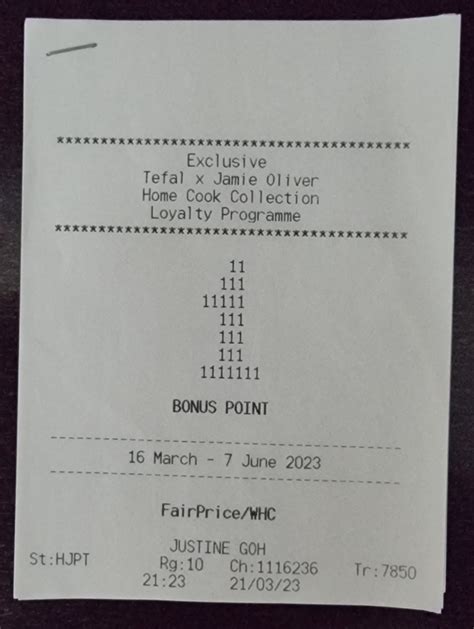 ****************************************
Exclusive
Tefal x Jamie Oliver
Home Cook Collection
Loyalty Programme
****************************************
11
111
11111
111
111
111
1111111
BONUS POINT
----------------------------------------
16 March - 7 June 2023
----------------------------------------
FairPrice/WHC
JUSTINE GOH
St:HJPT Rg:10 Ch:1116236 Tr:7850
21:23 21/03/23